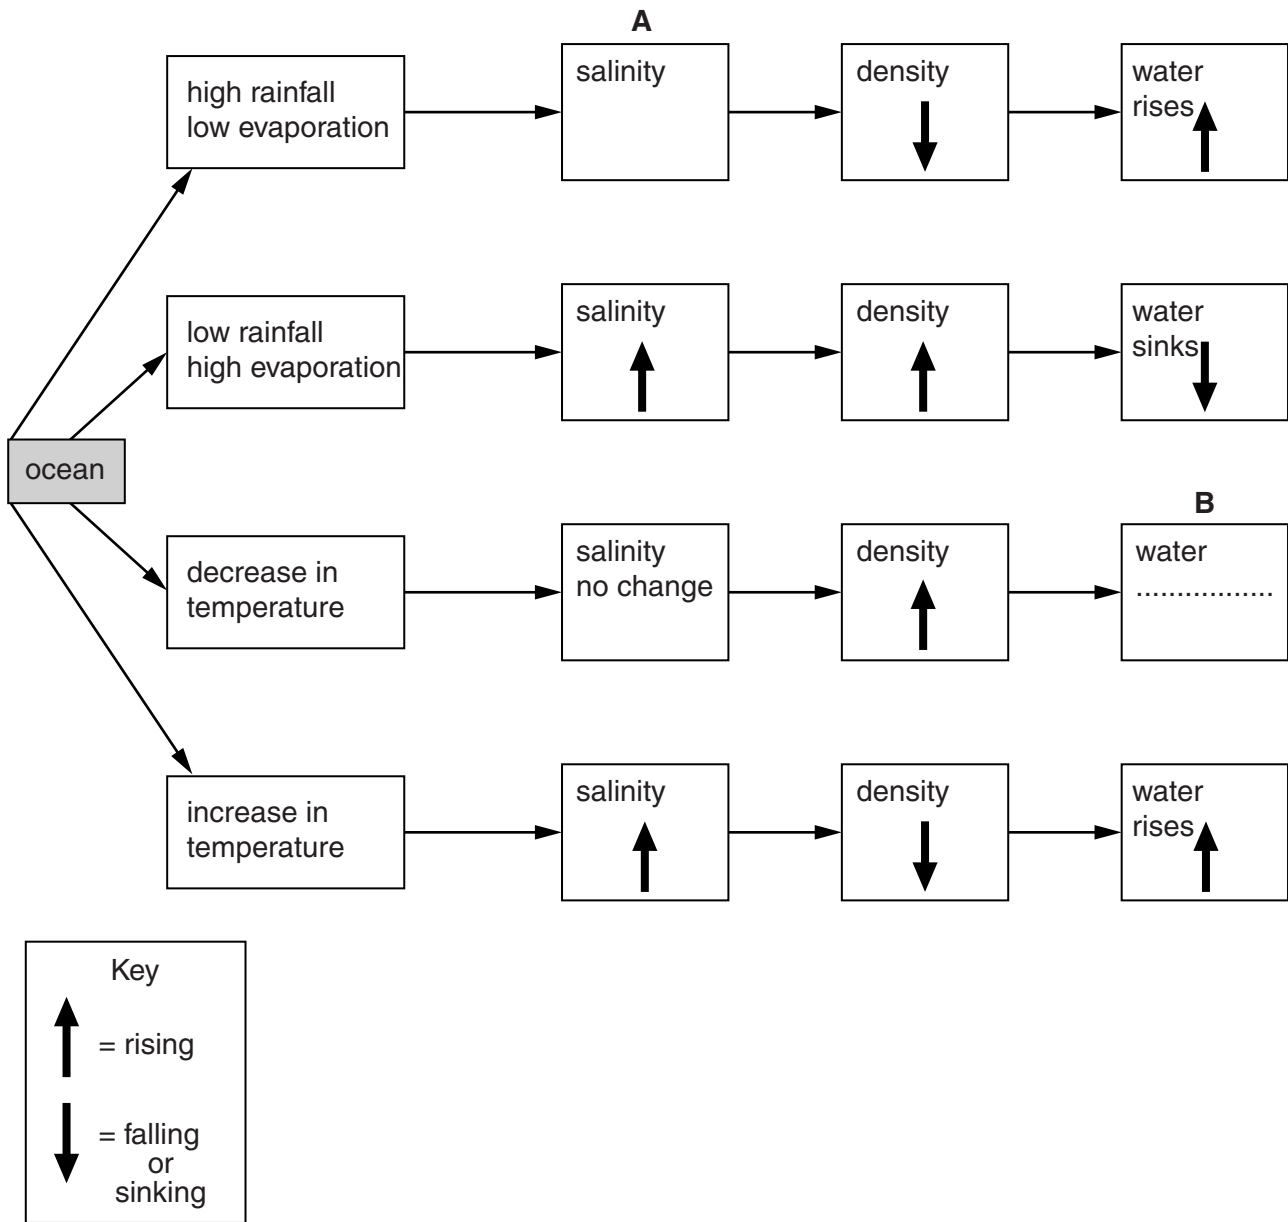 A
high rainfall
low evaporation
salinity
density
water
rises
low rainfall
high evaporation
salinity
density
water
sinks
ocean
B
decrease in
temperature
salinity
no change
density
water
.................
increase in
temperature
salinity
density
water
rises
Key
= rising
= falling
or
sinking